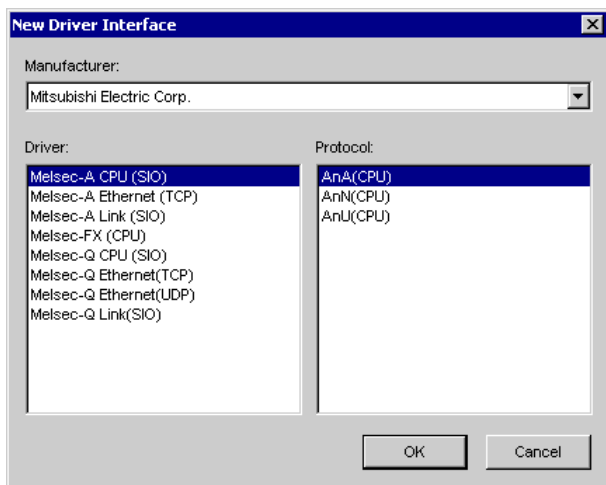 New Driver Interface
Manufacturer:
Mitsubishi Electric Corp.
Driver:
Melsec-A CPU (SIO)
Melsec-A Ethernet (TCP)
Melsec-A Link (SIO)
Melsec-FX (CPU)
Melsec-Q CPU (SIO)
Melsec-Q Ethernet(TCP)
Melsec-Q Ethernet(UDP)
Melsec-Q Link(SIO)
Protocol:
AnA(CPU)
AnN(CPU)
AnU(CPU)
OK
Cancel